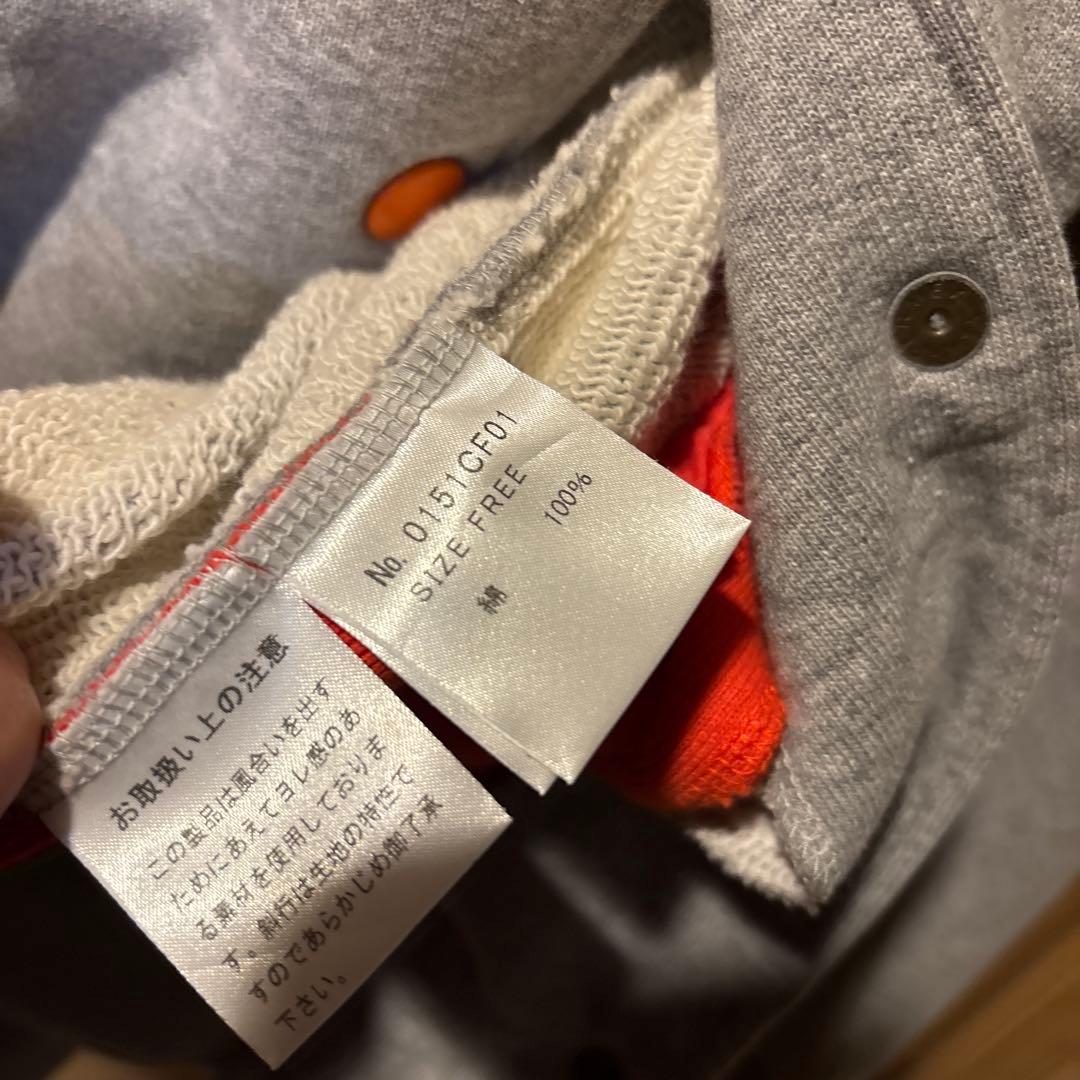 No. 0151CF01
SIZE FREE
綿 100%
お取扱い上の注意
この製品は風合いを出す
ためにあえてヨレ感のあ
る素材を使用しておりま
す。斜行は生地の特性で
すのであらかじめ御了承
下さい。